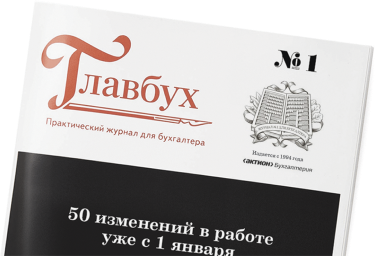 Главбух
Практический журнал для бухгалтера
№ 1
Издается с 1994 года
‹актион› Бухгалтерия
50 изменений в работе
уже с 1 января